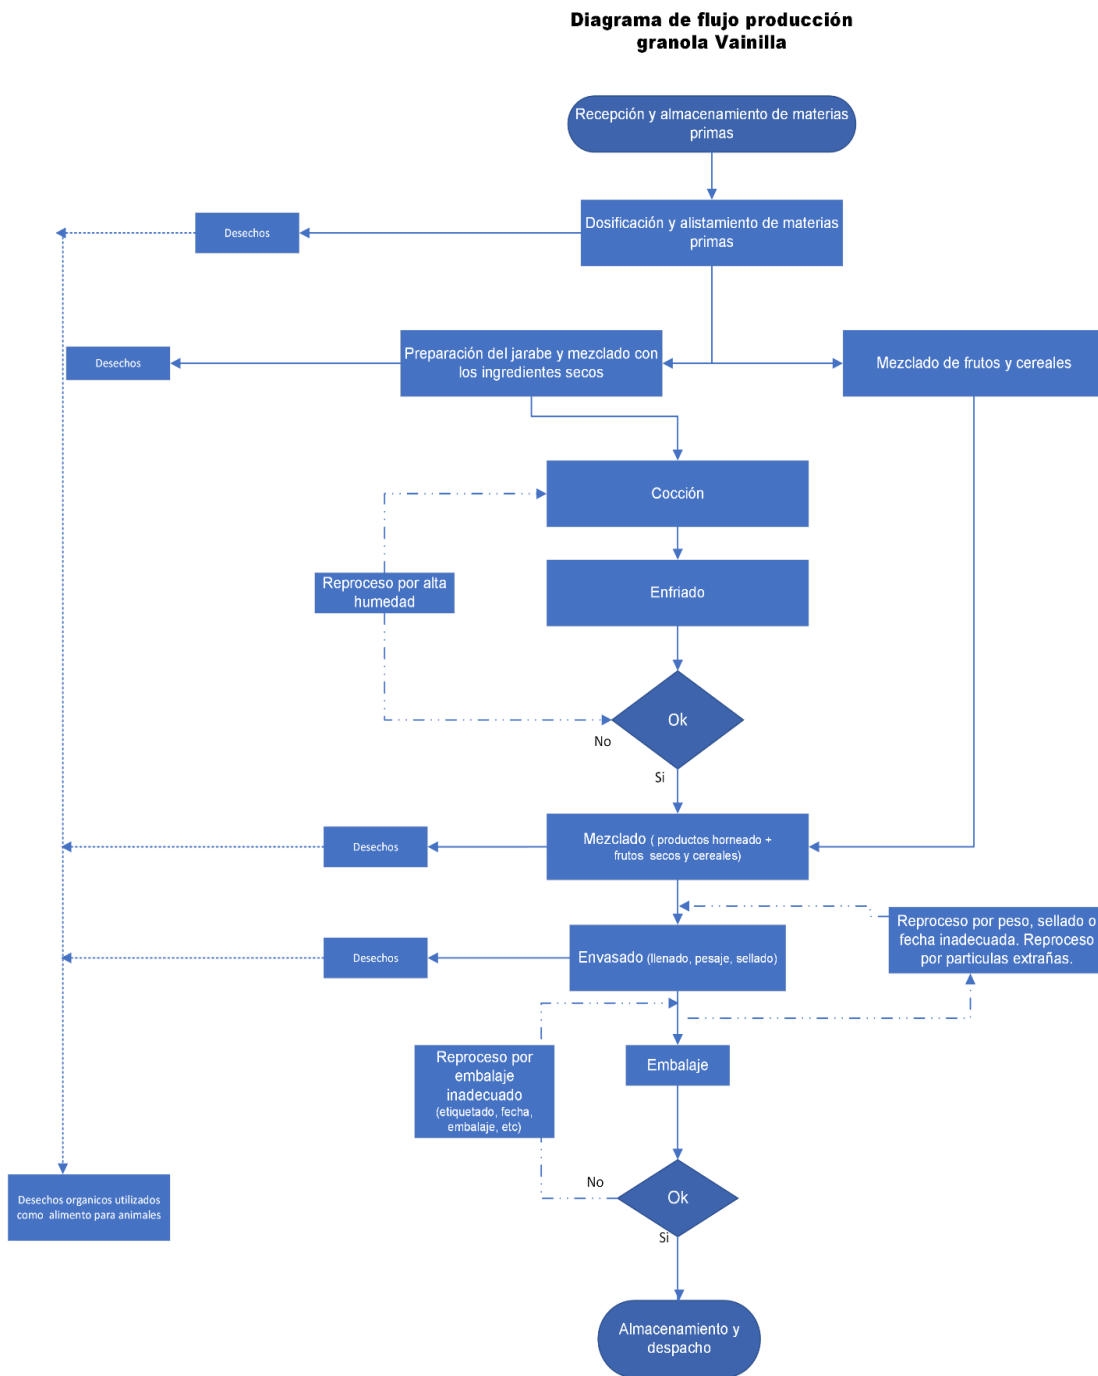 Diagrama de flujo producción
granola Vainilla
Recepción y almacenamiento de materias
primas
Dosificación y alistamiento de materias
primas
Desechos
Desechos
Preparación del jarabe y mezclado con
los ingredientes secos
Mezclado de frutos y cereales
Cocción
Reproceso por alta
humedad
Enfriado
Ok
No
Si
Desechos
Mezclado ( productos horneado +
frutos secos y cereales)
Reproceso por peso, sellado o
fecha inadecuada. Reproceso
por particulas extrañas.
Desechos
Envasado (llenado, pesaje, sellado)
Reproceso por
embalaje
inadecuado
(etiquetado, fecha,
embalaje, etc)
Embalaje
No
Ok
Si
Desechos organicos utilizados
como alimento para animales
Almacenamiento y
despacho